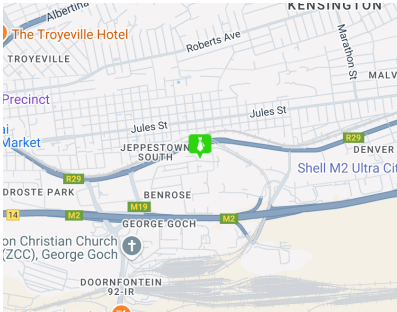 KENSINGTON
Albertina
The Troyeville Hotel
Roberts Ave
Marathon St
TROYEVILLE
MALV
Precinct
Jules St
Jules St
ai
Market
R29
JEPPESTOWN
SOUTH
DENVER
R29
Shell M2 Ultra Cit
DROSTE PARK
BENROSE
M19
14
M2
M2
GEORGE GOCH
on Christian Church
(ZCC), George Goch
DOORNFONTEIN
92-IR